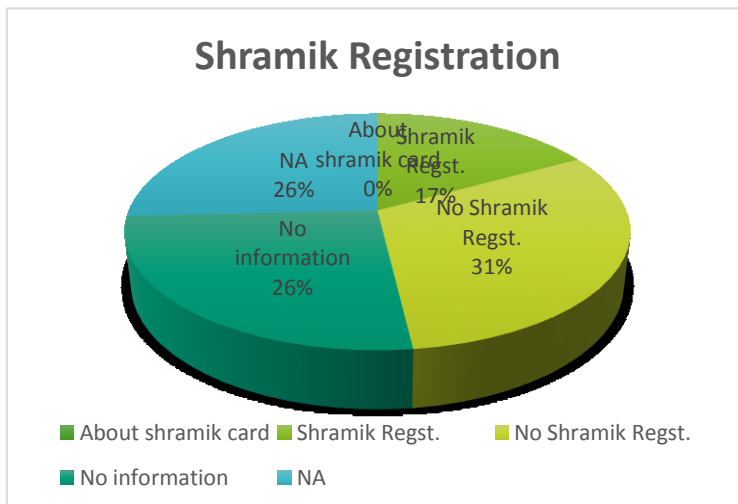 Shramik Registration
About
shramik card
0%
Shramik
Regst.
17%
No Shramik
Regst.
31%
No
information
26%
NA
26%
About shramik card
Shramik Regst.
No Shramik Regst.
No information
NA